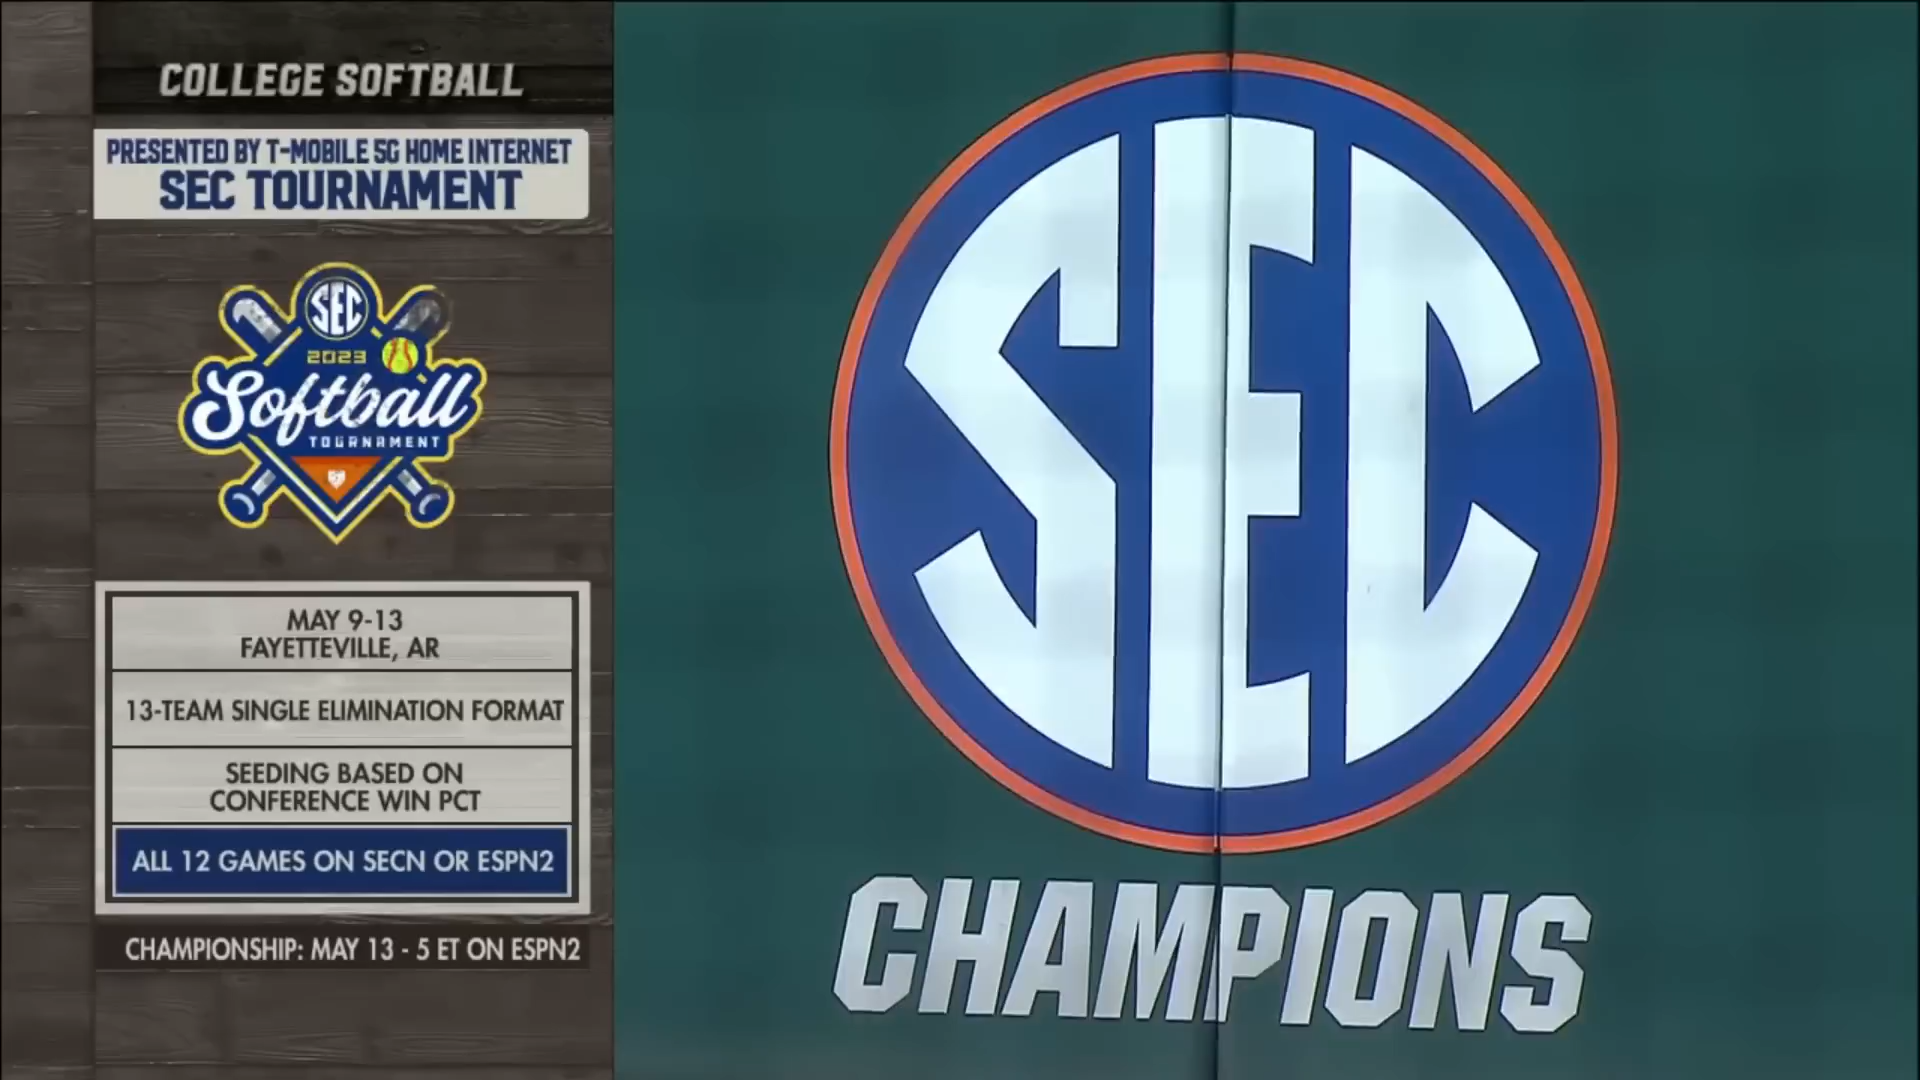 COLLEGE SOFTBALL
PRESENTED BY T-MOBILE 5G HOME INTERNET
SEC TOURNAMENT
SEC
2023
Softball
TOURNAMENT
MAY 9-13
FAYETTEVILLE, AR
13-TEAM SINGLE ELIMINATION FORMAT
SEEDING BASED ON
CONFERENCE WIN PCT
ALL 12 GAMES ON SECN OR ESPN2
CHAMPIONSHIP: MAY 13 - 5 ET ON ESPN2
SEC
CHAMPIONS